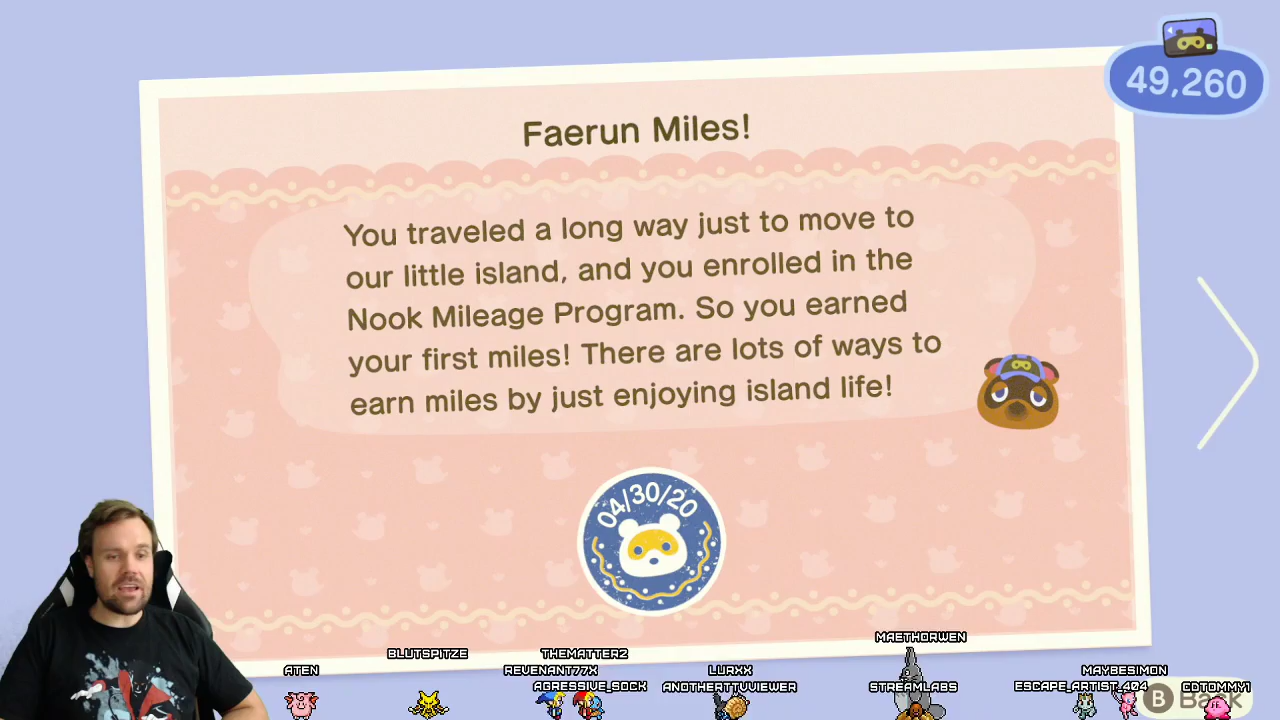 49,260
Faerun Miles!
You traveled a long way just to move to
our little island, and you enrolled in the
Nook Mileage Program. So you earned
your first miles! There are lots of ways to
earn miles by just enjoying island life!
04/30/20
MAETHORWEN
BLUTSPITZE
THEMATTER2
ATEN
REVENANT77X
LURXX
MAYBESIMON
AGRESSIVE_SOCK
ANOTHERTTVVIEWER
STREAMLABS
ESCAPE_ARTIST_404
CDTOMMY1
B Back